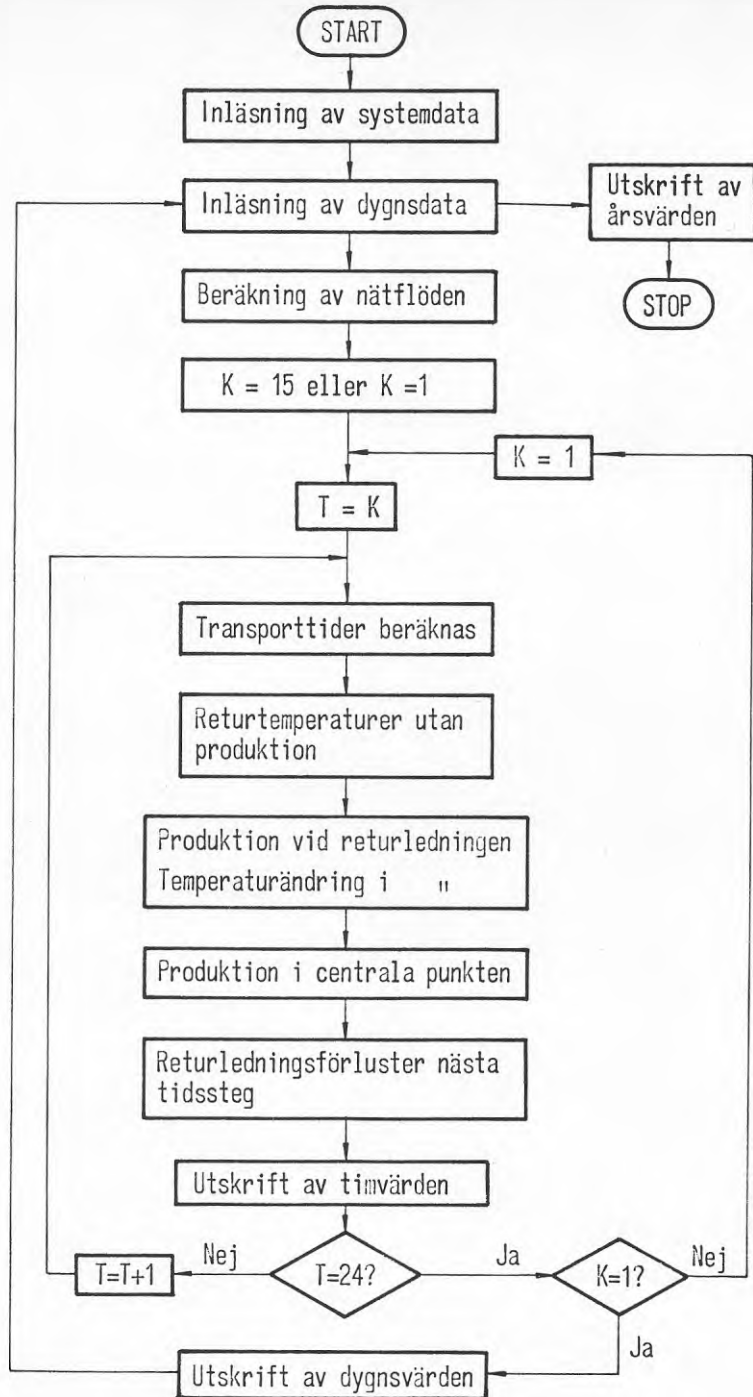 START
Inläsning av systemdata
Inläsning av dygnsdata
Utskrift av
årsvärden
STOP
Beräkning av nätflöden
K = 15 eller K =1
K = 1
T = K
Transporttider beräknas
Returtemperaturer utan
produktion
Produktion vid returledningen
Temperaturändring i "
Produktion i centrala punkten
Returledningsförluster nästa
tidssteg
Utskrift av timvärden
T=T+1
Nej
T=24?
Ja
K=1?
Nej
Ja
Utskrift av dygnsvärden